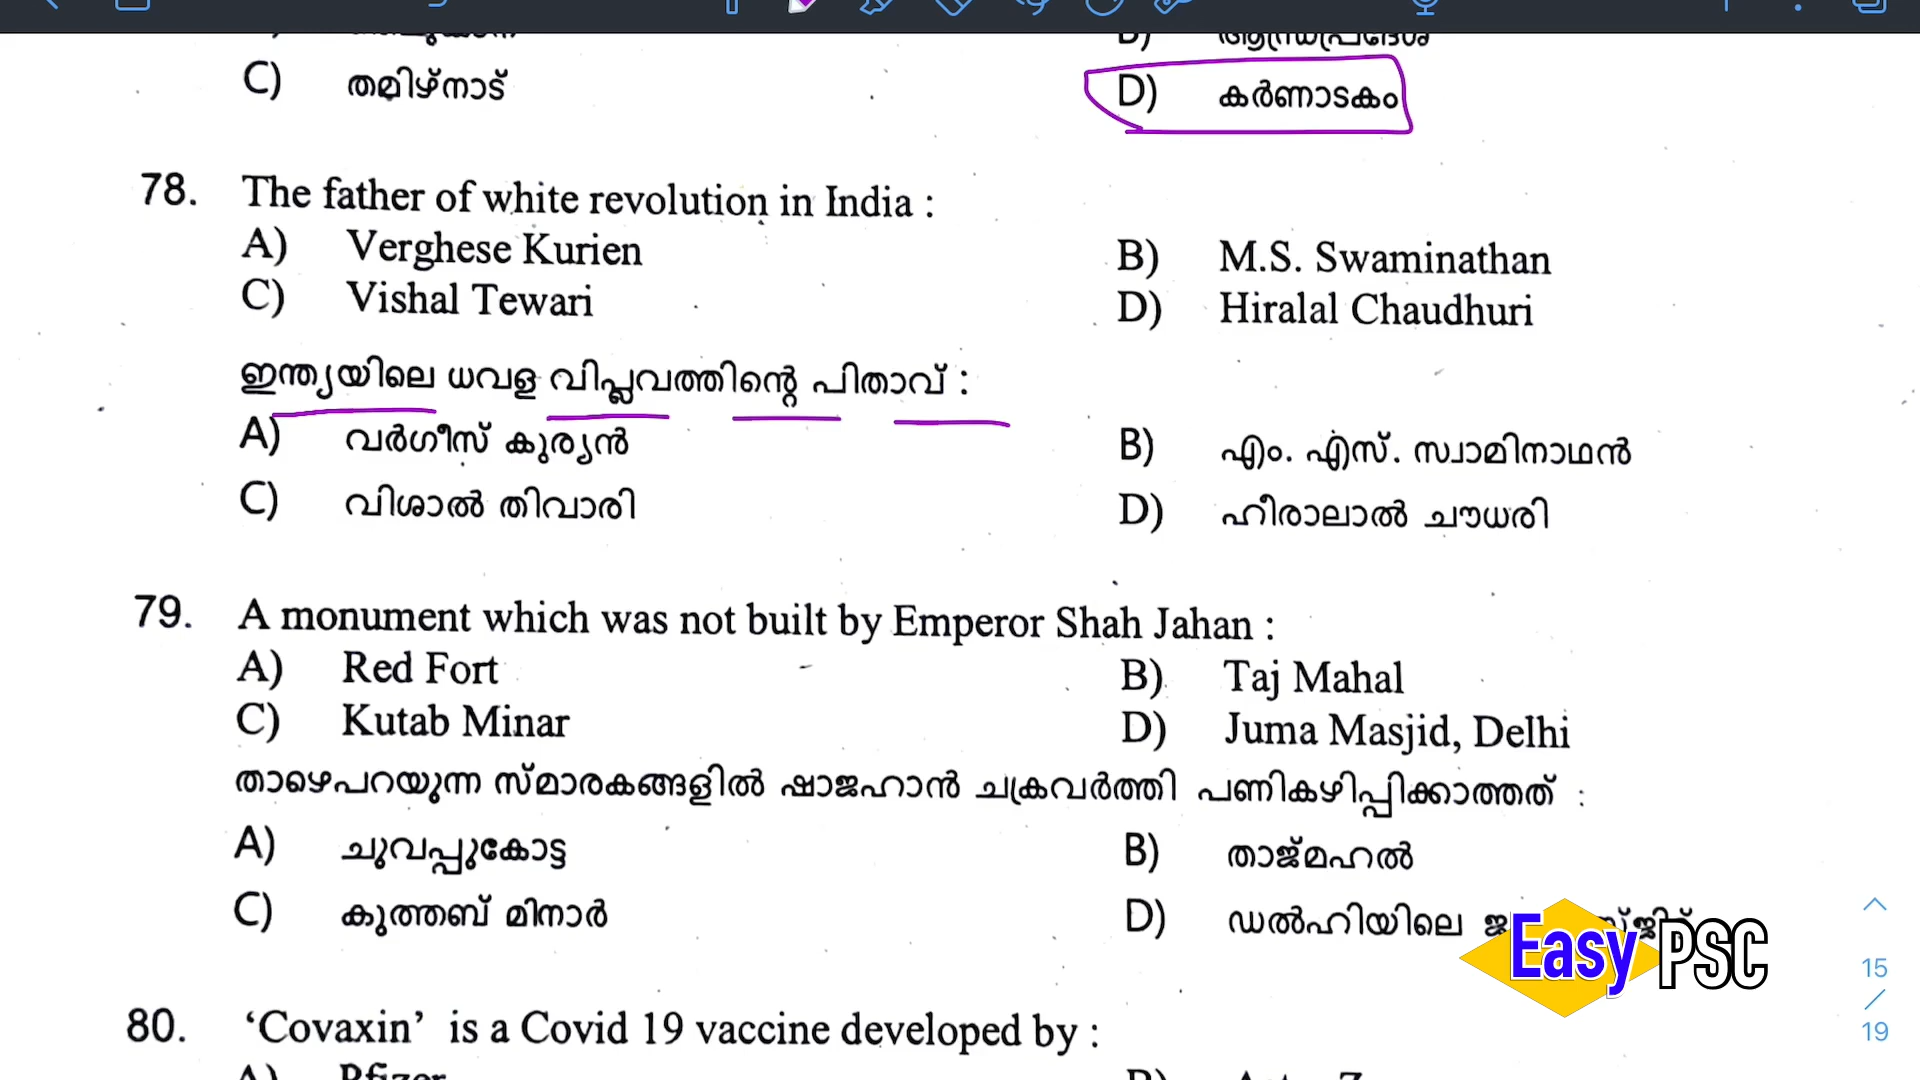 C) തമിഴ്നാട്
D) കർണാടകം
78. The father of white revolution in India :
A) Verghese Kurien B) M.S. Swaminathan
C) Vishal Tewari D) Hiralal Chaudhuri
ഇന്ത്യയിലെ ധവള വിപ്ലവത്തിന്റെ പിതാവ് :
A) വർഗീസ് കുര്യൻ B) എം. എസ്. സ്വാമിനാഥൻ
C) വിശാൽ തിവാരി D) ഹീരാലാൽ ചൗധരി
79. A monument which was not built by Emperor Shah Jahan :
A) Red Fort B) Taj Mahal
C) Kutab Minar D) Juma Masjid, Delhi
താഴെപറയുന്ന സ്മാരകങ്ങളിൽ ഷാജഹാൻ ചക്രവർത്തി പണികഴിപ്പിക്കാത്തത് :
A) ചുവപ്പുകോട്ട B) താജ്മഹൽ
C) കുത്തബ് മിനാർ D) ഡൽഹിയിലെ
Easy PSC
15
/
19
80. ‘Covaxin’ is a Covid 19 vaccine developed by :